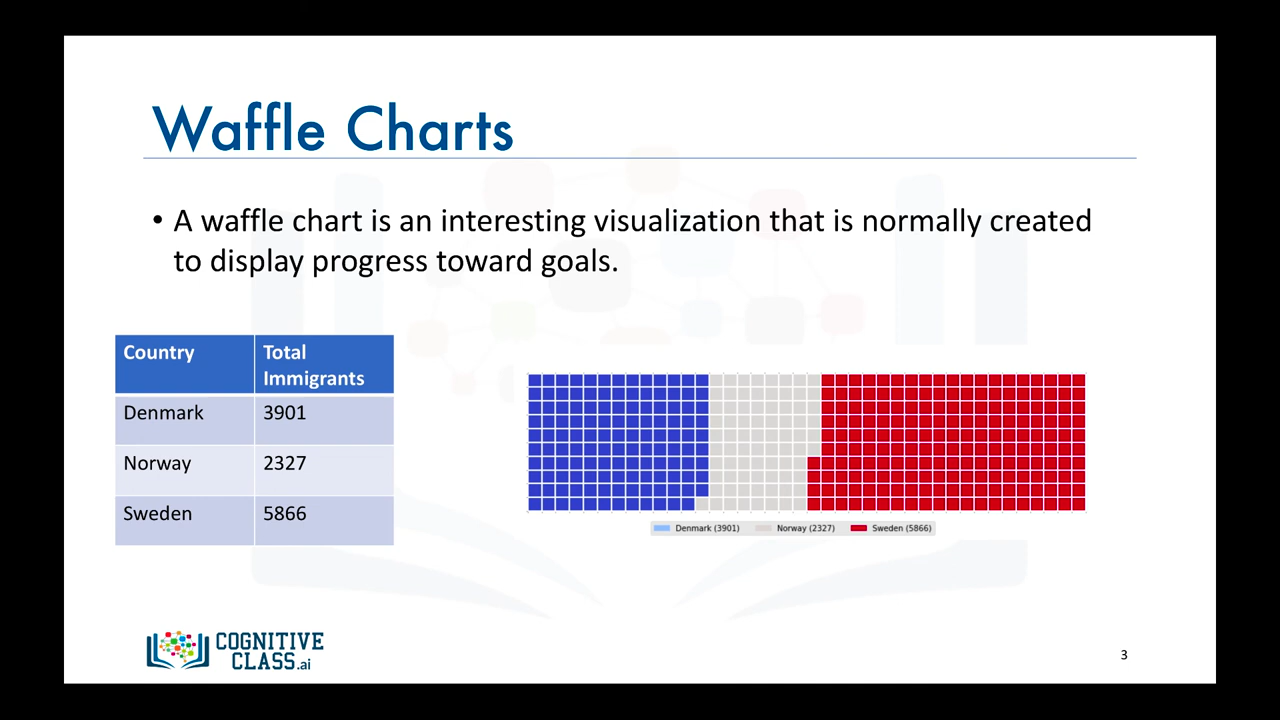 Waffle Charts
• A waffle chart is an interesting visualization that is normally created
to display progress toward goals.
Country Total
Immigrants
Denmark 3901
Norway 2327
Sweden 5866
Denmark (3901) Norway (2327) Sweden (5866)
COGNITIVE
CLASS.ai
3